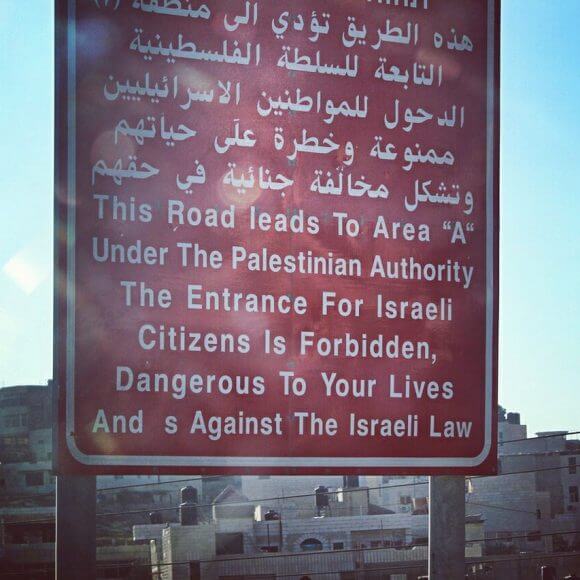 هذه الطريق تؤدي الى منطقة (أ)
التابعة للسلطة الفلسطينية
الدخول للمواطنين الاسرائيليين
ممنوعة وخطرة على حياتهم
وتشكل مخالفة جنائية في حقهم
This Road leads To Area “A“
Under The Palestinian Authority
The Entrance For Israeli
Citizens Is Forbidden,
Dangerous To Your Lives
And s Against The Israeli Law